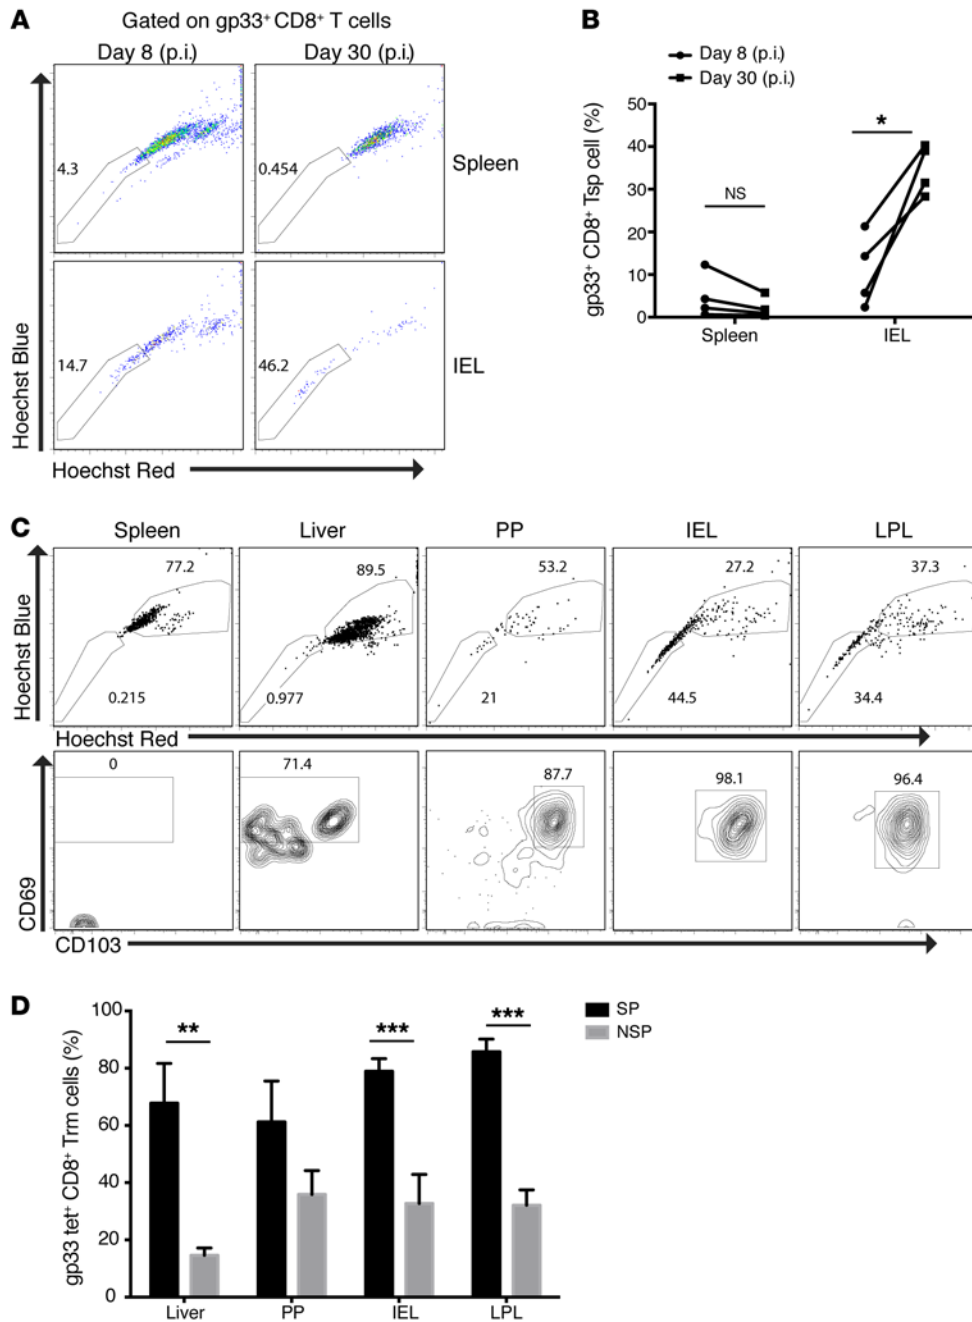 A
Gated on gp33⁺ CD8⁺ T cells
Day 8 (p.i.)
Day 30 (p.i.)
4.3
0.454
Spleen
14.7
46.2
IEL
Hoechst Blue
Hoechst Red
B
Day 8 (p.i.)
Day 30 (p.i.)
gp33⁺ CD8⁺ Tsp cell (%)
50
40
30
20
10
0
NS
*
Spleen
IEL
C
Spleen
Liver
PP
IEL
LPL
77.2
89.5
53.2
27.2
37.3
0.215
0.977
21
44.5
34.4
Hoechst Blue
Hoechst Red
0
71.4
87.7
98.1
96.4
CD69
CD103
D
gp33 tet⁺ CD8⁺ Trm cells (%)
100
80
60
40
20
0
**
***
***
SP
NSP
Liver
PP
IEL
LPL